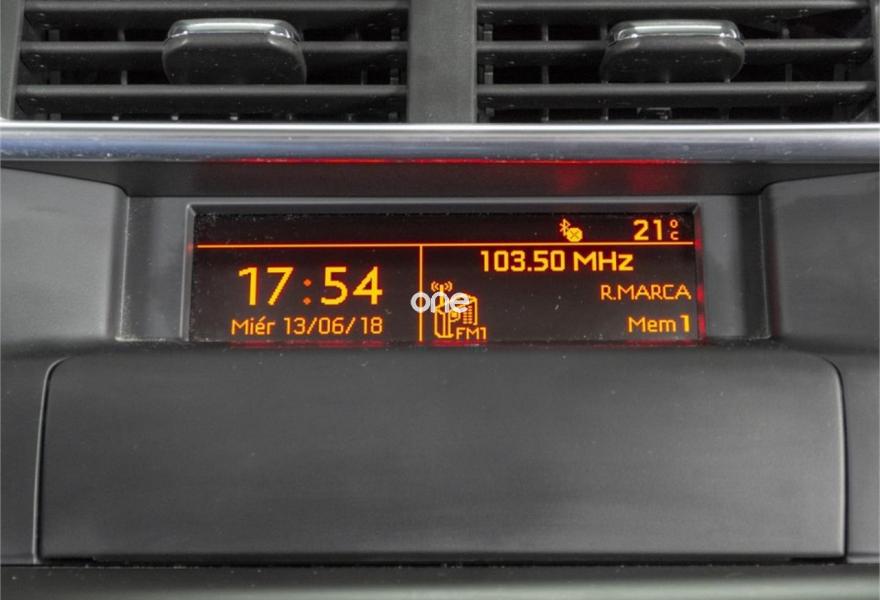 21°C
103.50 MHz
17:54
R.MARCA
one
Miér 13/06/18
FM1
Mem 1